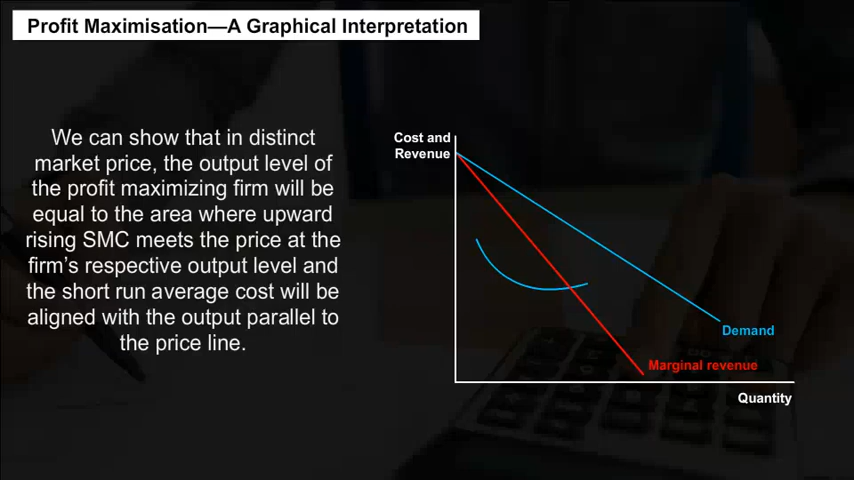 Profit Maximisation—A Graphical Interpretation
We can show that in distinct
market price, the output level of
the profit maximizing firm will be
equal to the area where upward
rising SMC meets the price at the
firm's respective output level and
the short run average cost will be
aligned with the output parallel to
the price line.
Cost and
Revenue
Demand
Marginal revenue
Quantity